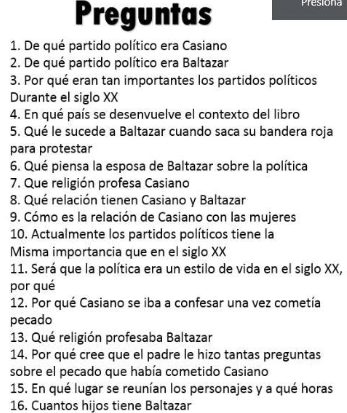 Preguntas
Presiona
1. De qué partido político era Casiano
2. De qué partido político era Baltazar
3. Por qué eran tan importantes los partidos políticos
Durante el siglo XX
4. En qué país se desenvuelve el contexto del libro
5. Qué le sucede a Baltazar cuando saca su bandera roja
para protestar
6. Qué piensa la esposa de Baltazar sobre la política
7. Que religión profesa Casiano
8. Qué relación tienen Casiano y Baltazar
9. Cómo es la relación de Casiano con las mujeres
10. Actualmente los partidos políticos tiene la
Misma importancia que en el siglo XX
11. Será que la política era un estilo de vida en el siglo XX,
por qué
12. Por qué Casiano se iba a confesar una vez cometía
pecado
13. Qué religión profesaba Baltazar
14. Por qué cree que el padre le hizo tantas preguntas
sobre el pecado que había cometido Casiano
15. En qué lugar se reunían los personajes y a qué horas
16. Cuantos hijos tiene Baltazar